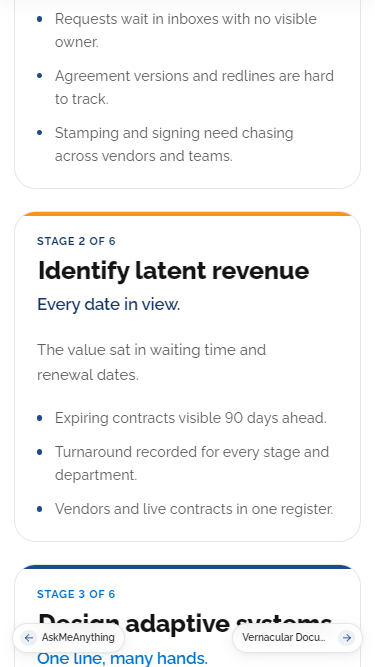 Requests wait in inboxes with no visible
owner.
Agreement versions and redlines are hard
to track.
Stamping and signing need chasing
across vendors and teams.
STAGE 2 OF 6
Identify latent revenue
Every date in view.
The value sat in waiting time and
renewal dates.
Expiring contracts visible 90 days ahead.
Turnaround recorded for every stage and
department.
Vendors and live contracts in one register.
STAGE 3 OF 6
Design adaptive systems
AskMeAnything
Vernacular Docu...
One line, many hands.